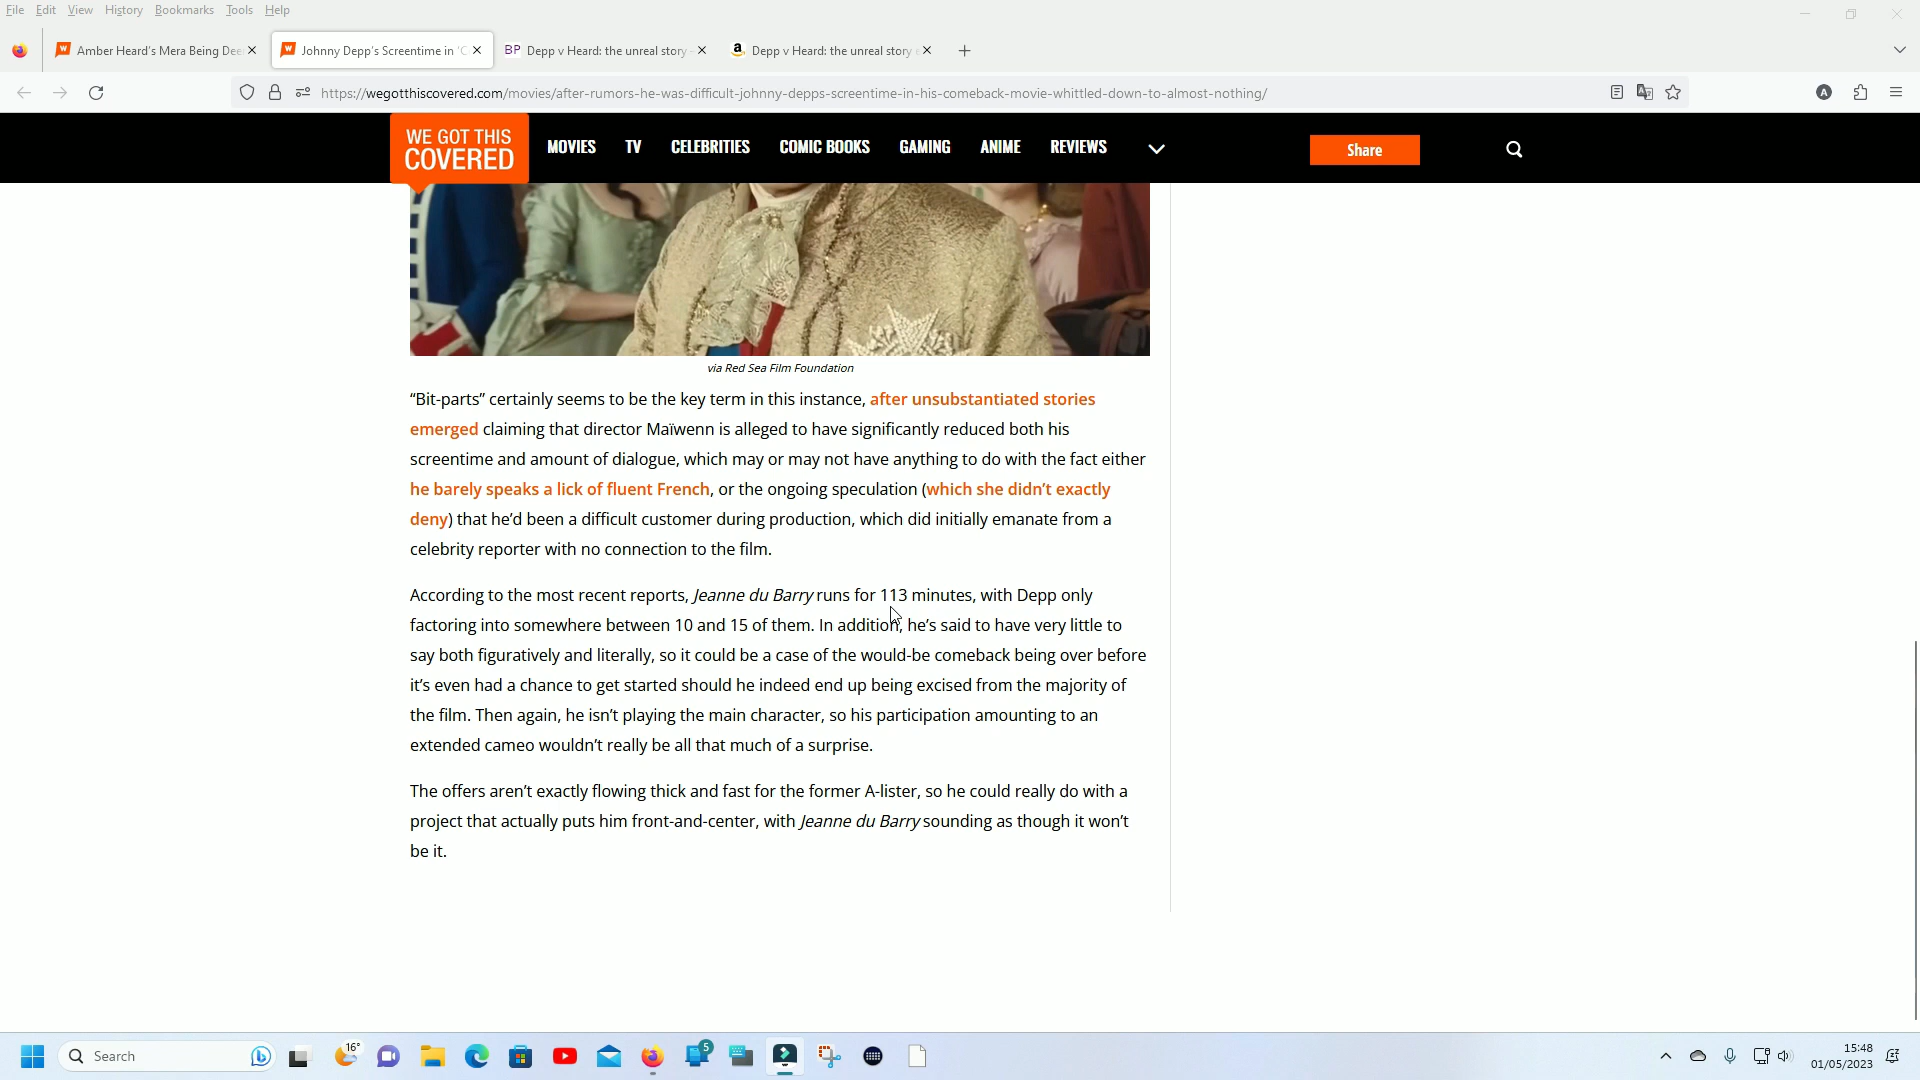 File Edit View History Bookmarks Tools Help
Amber Heard's Mera Being Dee
Johnny Depp's Screentime in 'C
BP Depp v Heard: the unreal story -
Depp v Heard: the unreal story
https://wegotthiscovered.com/movies/after-rumors-he-was-difficult-johnny-depps-screentime-in-his-comeback-movie-whittled-down-to-almost-nothing/
WE GOT THIS
COVERED
MOVIES TV CELEBRITIES COMIC BOOKS GAMING ANIME REVIEWS
Share
via Red Sea Film Foundation
“Bit-parts” certainly seems to be the key term in this instance, after unsubstantiated stories
emerged claiming that director Maïwenn is alleged to have significantly reduced both his
screentime and amount of dialogue, which may or may not have anything to do with the fact either
he barely speaks a lick of fluent French, or the ongoing speculation (which she didn’t exactly
deny) that he’d been a difficult customer during production, which did initially emanate from a
celebrity reporter with no connection to the film.
According to the most recent reports, Jeanne du Barry runs for 113 minutes, with Depp only
factoring into somewhere between 10 and 15 of them. In addition, he’s said to have very little to
say both figuratively and literally, so it could be a case of the would-be comeback being over before
it’s even had a chance to get started should he indeed end up being excised from the majority of
the film. Then again, he isn’t playing the main character, so his participation amounting to an
extended cameo wouldn’t really be all that much of a surprise.
The offers aren’t exactly flowing thick and fast for the former A-lister, so he could really do with a
project that actually puts him front-and-center, with Jeanne du Barry sounding as though it won’t
be it.
Search
16°
5
15:48
01/05/2023